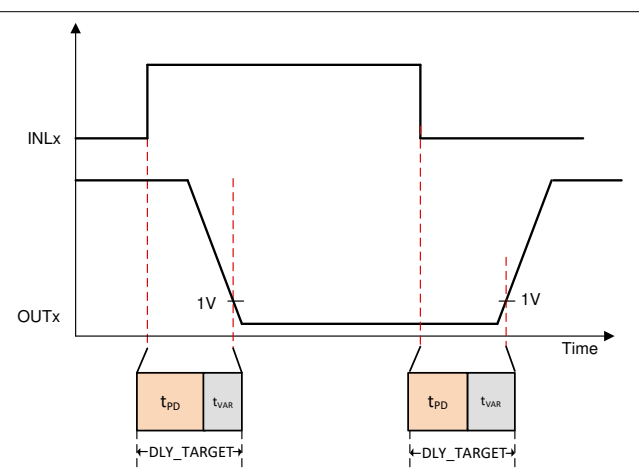 INLx
1V
1V
OUTx
Time
tPD tVAR tPD tVAR
DLY_TARGET DLY_TARGET